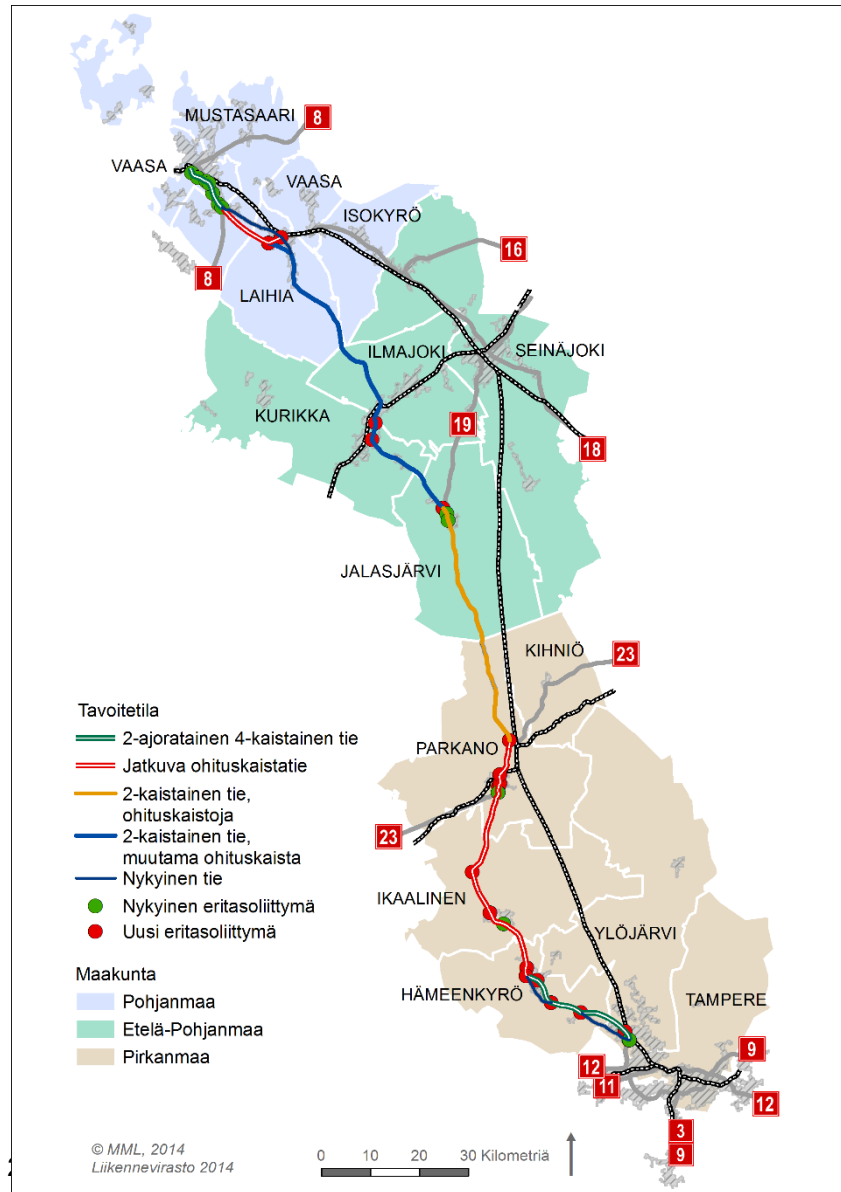 MUSTASAARI
8
VAASA
VAASA
ISOKYRÖ
16
8
LAIHIA
ILMAJOKI
SEINÄJOKI
KURIKKA
19
18
JALASJÄRVI
KIHNIÖ
23
PARKANO
23
IKAALINEN
YLÖJÄRVI
HÄMEENKYRÖ
TAMPERE
9
12
11
12
3
9
Tavoitetila
2-ajoratainen 4-kaistainen tie
Jatkuva ohituskaistatie
2-kaistainen tie,
ohituskaistoja
2-kaistainen tie,
muutama ohituskaista
Nykyinen tie
Nykyinen eritasoliittymä
Uusi eritasoliittymä
Maakunta
Pohjanmaa
Etelä-Pohjanmaa
Pirkanmaa
© MML, 2014
Liikennevirasto 2014
0 10 20 30 Kilometriä